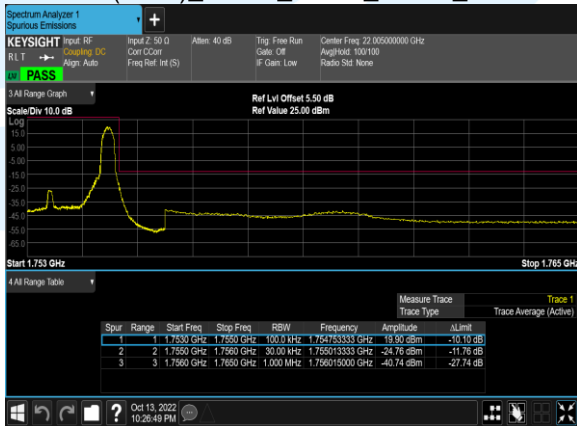 Spectrum Analyzer 1
Spurious Emissions
+
KEYSIGHT Input: RF Input Z: 50 Ω Atten: 40 dB Trig: Free Run Center Freq: 22.005000000 GHz
RLT Coupling: DC Corr CCorr Gate: Off Avg|Hold: 100/100
Align: Auto Freq Ref: Int (S) IF Gain: Low Radio Std: None
PASS
3 All Range Graph
Ref Lvl Offset 5.50 dB
Scale/Div 10.0 dB Ref Value 25.00 dBm
Log
15.0
5.00
-5.00
-15.0
-25.0
-35.0
-45.0
-55.0
-65.0
Start 1.753 GHz Stop 1.765 GHz
4 All Range Table
Measure Trace Trace 1
Trace Type Trace Average (Active)
Spur Range Start Freq Stop Freq RBW Frequency Amplitude ΔLimit
1 1 1.7530 GHz 1.7550 GHz 100.0 kHz 1.754753333 GHz 19.90 dBm -10.10 dB
2 2 1.7550 GHz 1.7560 GHz 30.00 kHz 1.755013333 GHz -24.76 dBm -11.76 dB
3 3 1.7560 GHz 1.7650 GHz 1.000 MHz 1.756015000 GHz -40.74 dBm -27.74 dB
? Oct 13, 2022
10:26:49 PM